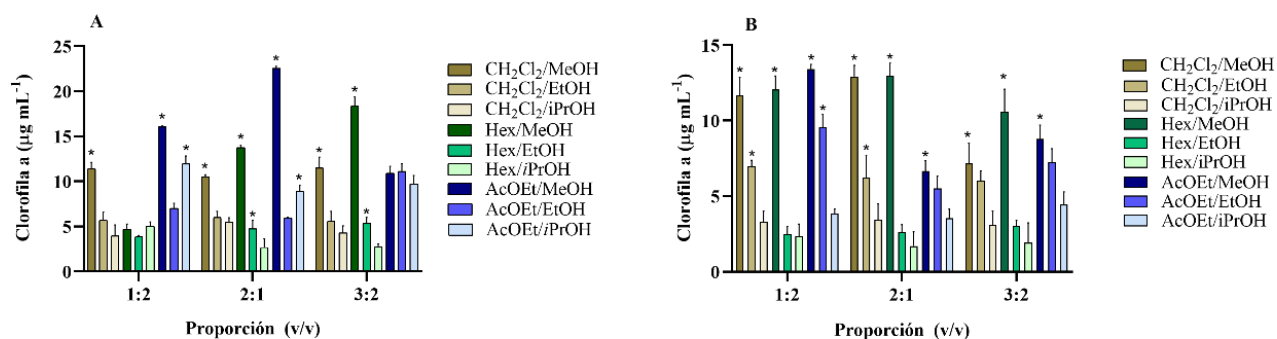 A
Clorofila a (µg mL⁻¹)
25
20
15
10
5
0
1:2
2:1
3:2
Proporción (v/v)
* * * * * * * * * * *
CH₂Cl₂/MeOH
CH₂Cl₂/EtOH
CH₂Cl₂/iPrOH
Hex/MeOH
Hex/EtOH
Hex/iPrOH
AcOEt/MeOH
AcOEt/EtOH
AcOEt/iPrOH
B
Clorofila a (µg mL⁻¹)
15
10
5
0
1:2
2:1
3:2
Proporción (v/v)
* * * * * * * * * * * *
CH₂Cl₂/MeOH
CH₂Cl₂/EtOH
CH₂Cl₂/iPrOH
Hex/MeOH
Hex/EtOH
Hex/iPrOH
AcOEt/MeOH
AcOEt/EtOH
AcOEt/iPrOH